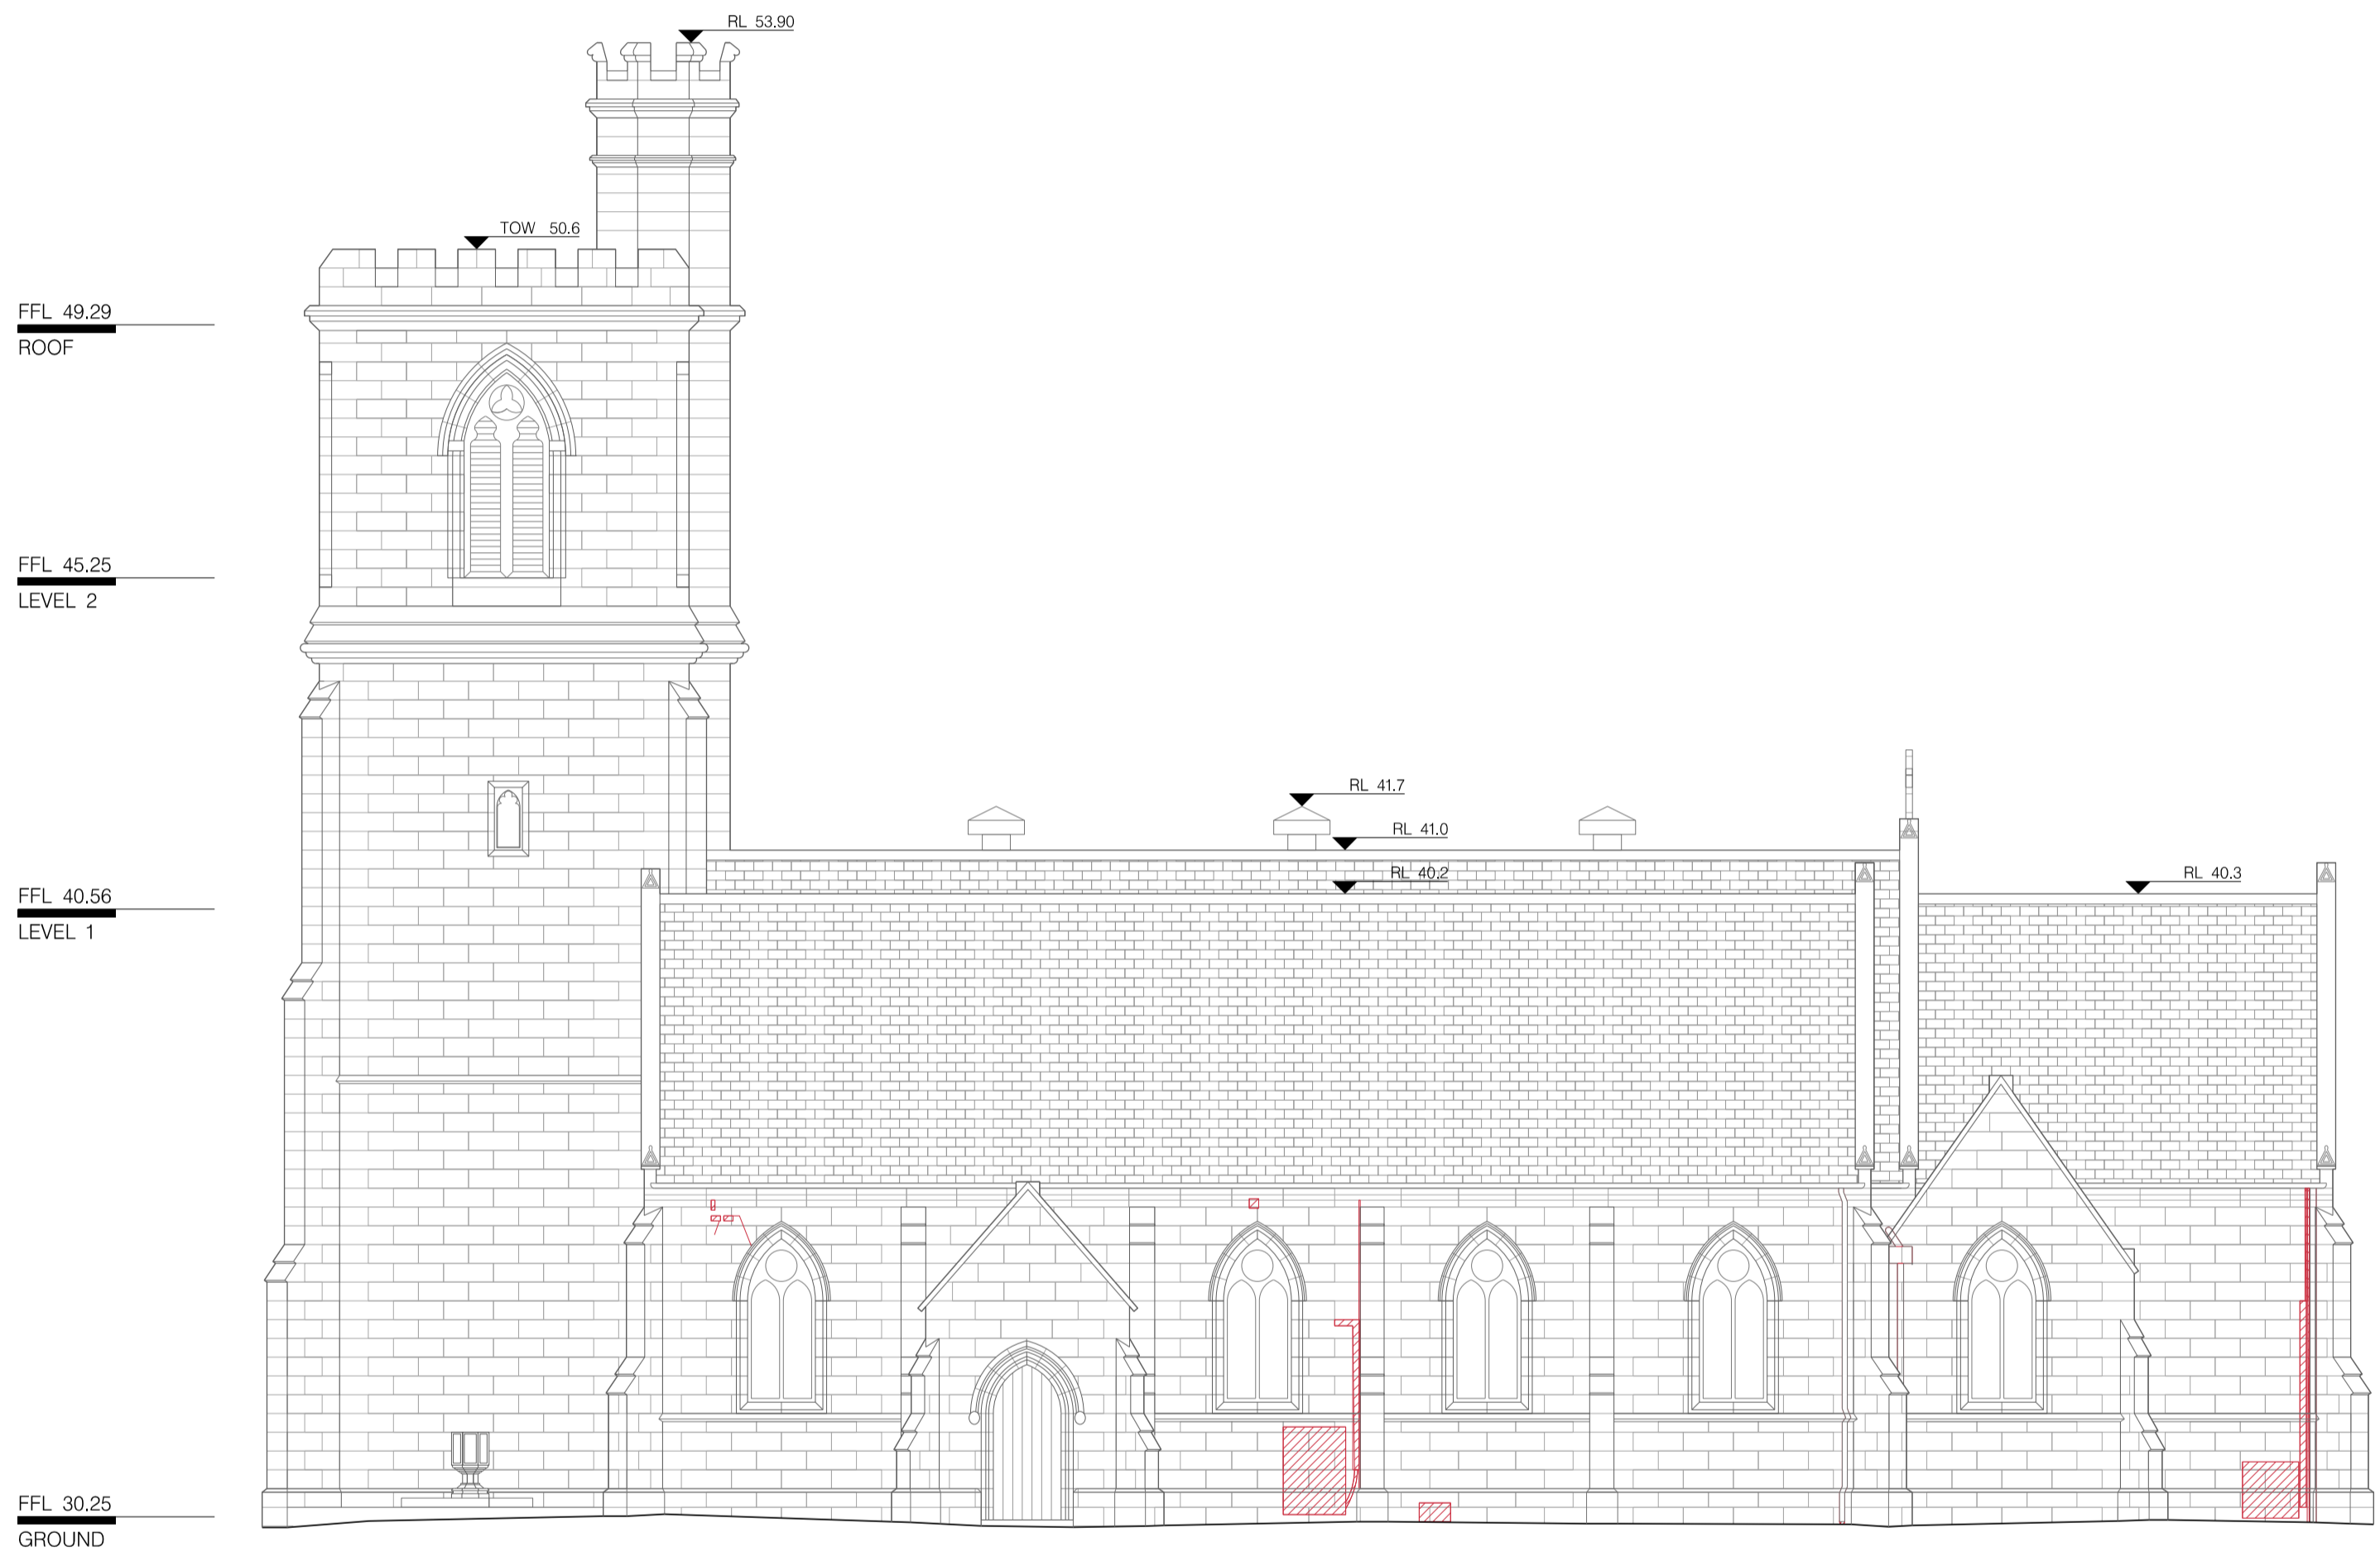 RL 53.90
TOW 50.6
FFL 49.29
ROOF
FFL 45.25
LEVEL 2
RL 41.7
RL 41.0
RL 40.2
RL 40.3
FFL 40.56
LEVEL 1
FFL 30.25
GROUND